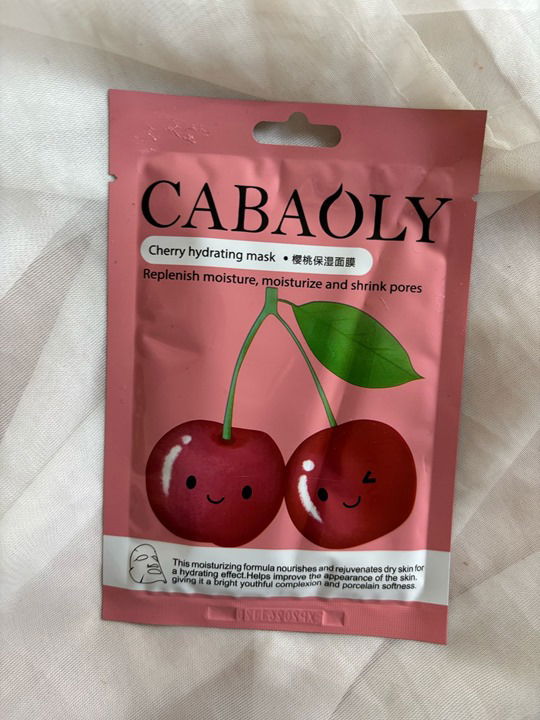 CABAOLY
Cherry hydrating mask • 樱桃保湿面膜
Replenish moisture, moisturize and shrink pores
This moisturizing formula nourishes and rejuvenates dry skin for
a hydrating effect.Helps improve the appearance of the skin.
giving it a bright youthful complexion and porcelain softness.